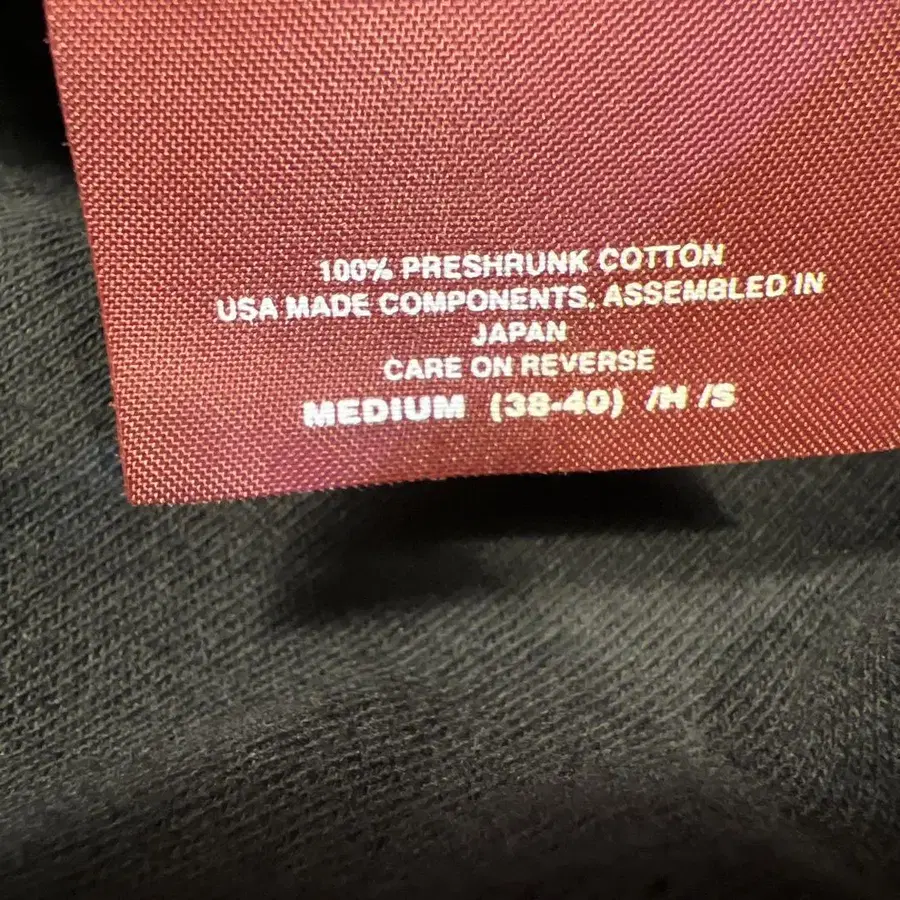 100% PRESHRUNK COTTON
USA MADE COMPONENTS. ASSEMBLED IN
JAPAN
CARE ON REVERSE
MEDIUM (38-40) /H /S